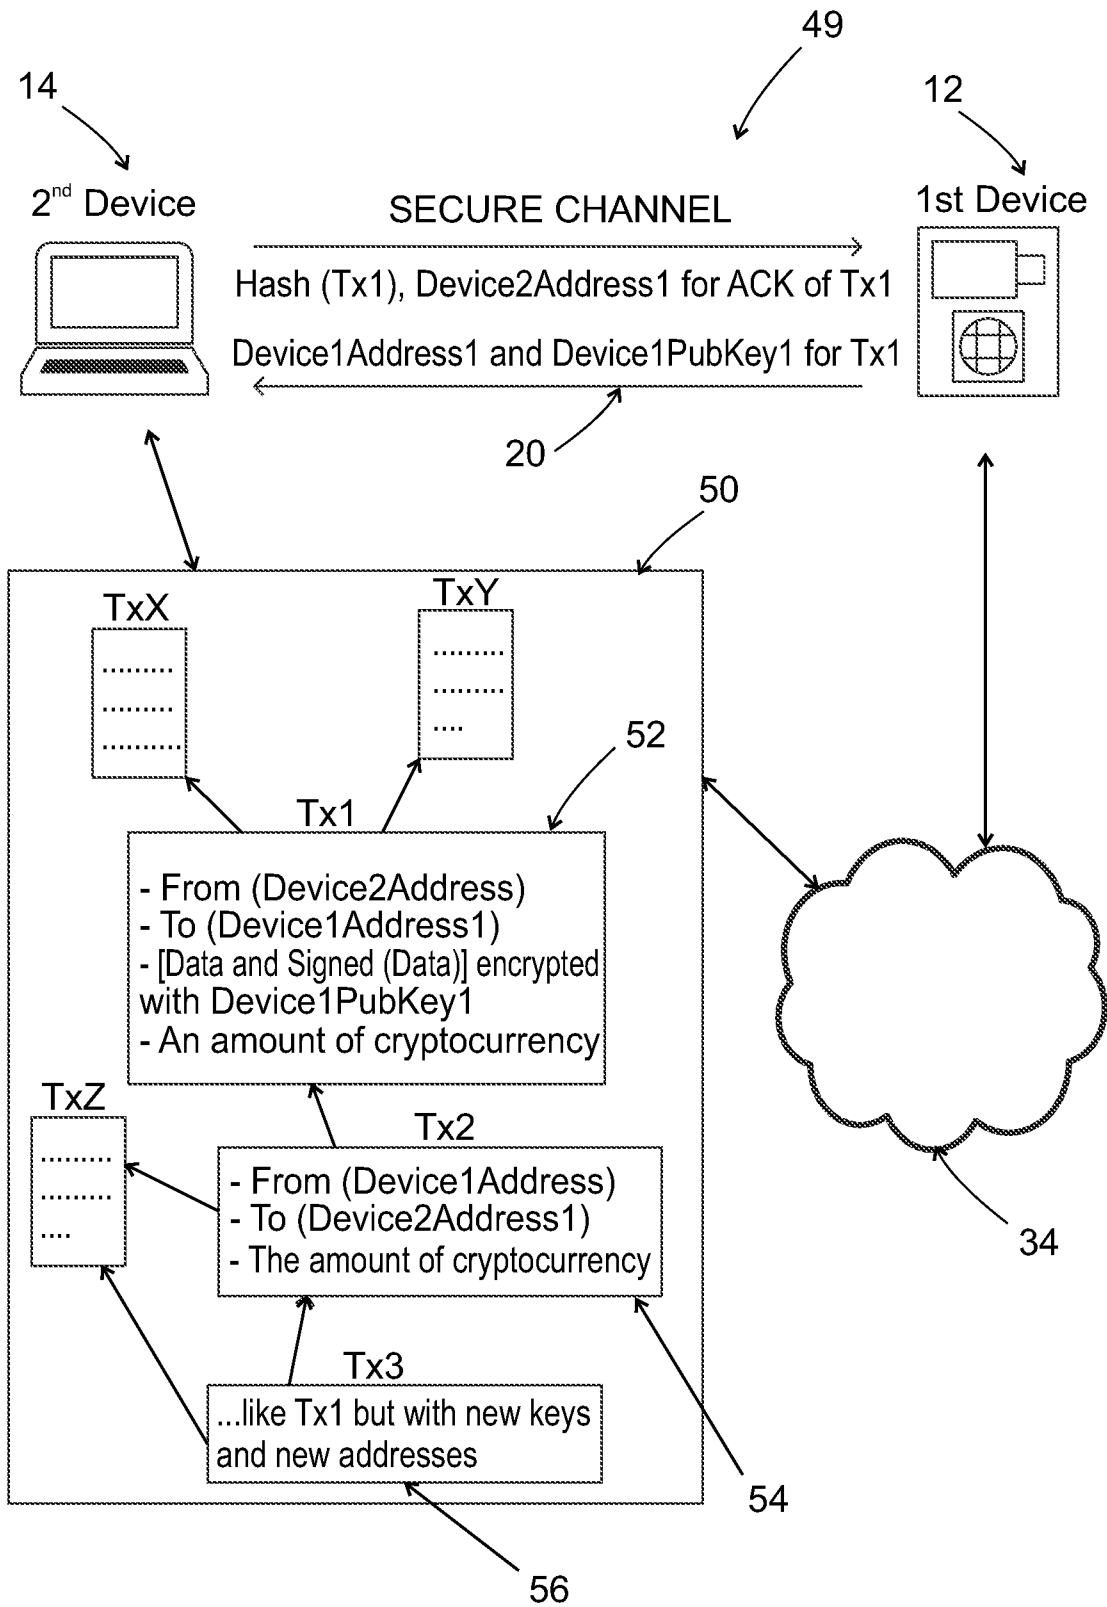 49
14
12
2nd Device
1st Device
SECURE CHANNEL
Hash (Tx1), Device2Address1 for ACK of Tx1
Device1Address1 and Device1PubKey1 for Tx1
20
50
TxX
TxY
.........
.........
..........
.........
.........
....
52
Tx1
- From (Device2Address)
- To (Device1Address1)
- [Data and Signed (Data)] encrypted
with Device1PubKey1
- An amount of cryptocurrency
TxZ
.........
.........
....
Tx2
- From (Device1Address)
- To (Device2Address1)
- The amount of cryptocurrency
34
Tx3
...like Tx1 but with new keys
and new addresses
54
56